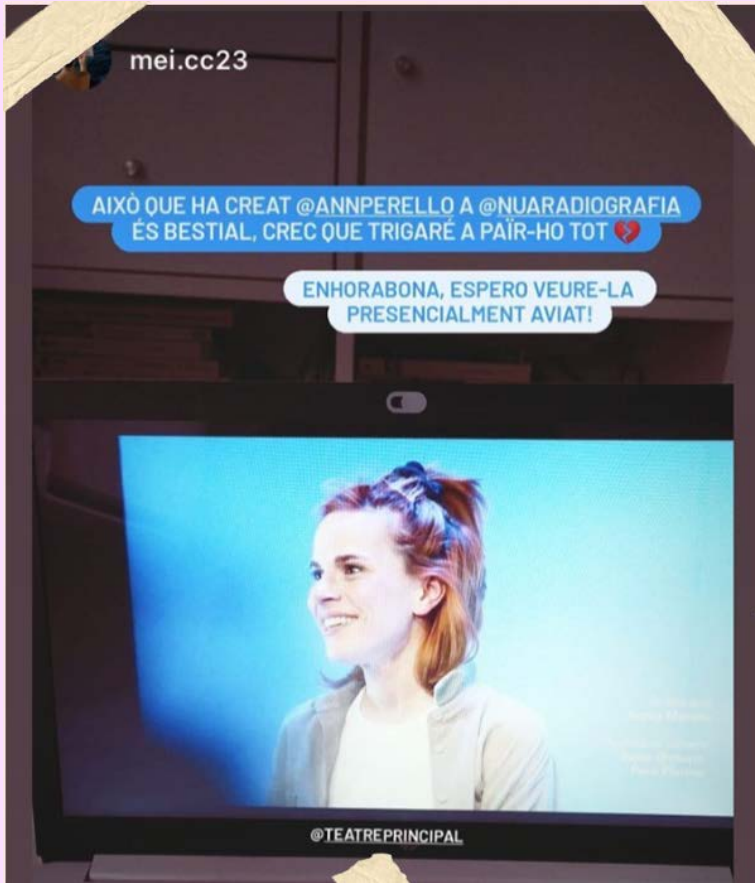 mei.cc23
AIXÒ QUE HA CREAT @ANNPERELLO A @NUARADIOGRAFIA
ÉS BESTIAL, CREC QUE TRIGARÉ A PAÏR-HO TOT 💔
ENHORABONA, ESPERO VEURE-LA
PRESENCIALMENT AVIAT!
@TEATREPRINCIPAL